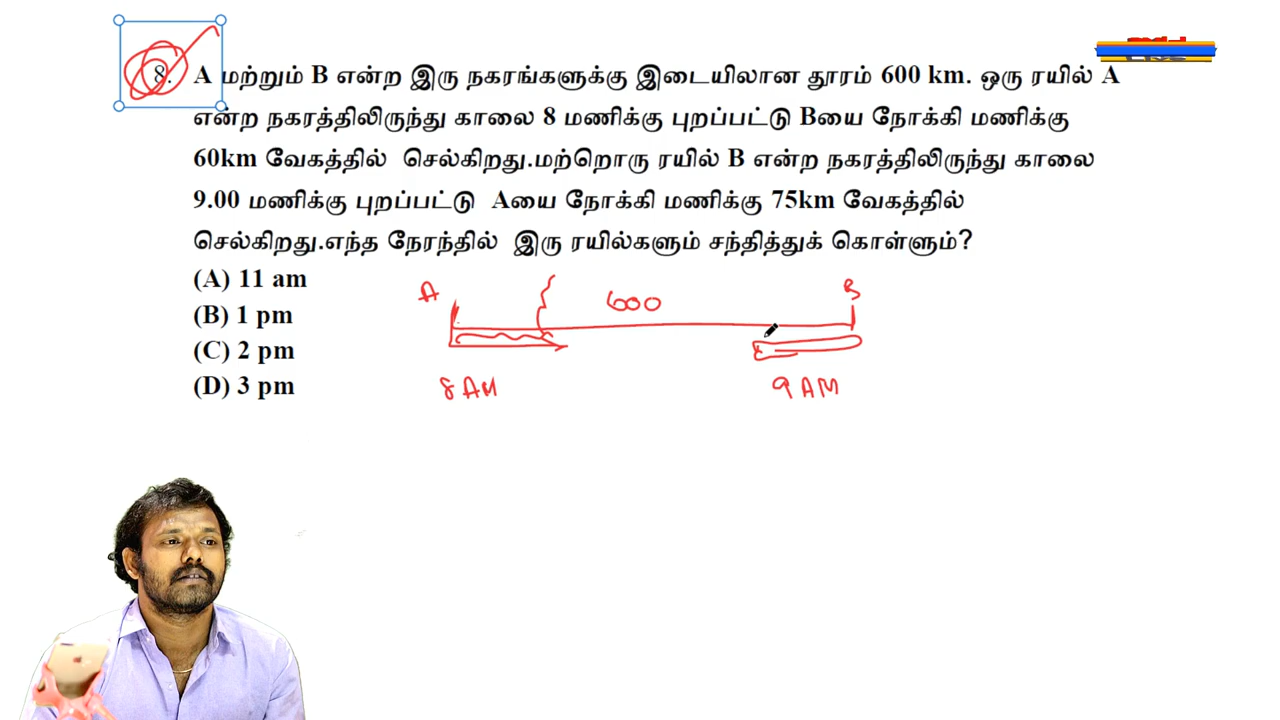 8. A மற்றும் B என்ற இரு நகரங்களுக்கு இடையிலான தூரம் 600 km. ஒரு ரயில் A
என்ற நகரத்திலிருந்து காலை 8 மணிக்கு புறப்பட்டு Bயை நோக்கி மணிக்கு
60km வேகத்தில் செல்கிறது.மற்றொரு ரயில் B என்ற நகரத்திலிருந்து காலை
9.00 மணிக்கு புறப்பட்டு Aயை நோக்கி மணிக்கு 75km வேகத்தில்
செல்கிறது.எந்த நேரந்தில் இரு ரயில்களும் சந்தித்துக் கொள்ளும்?
(A) 11 am
(B) 1 pm
(C) 2 pm
(D) 3 pm
A 600 B
8 AM 9 AM